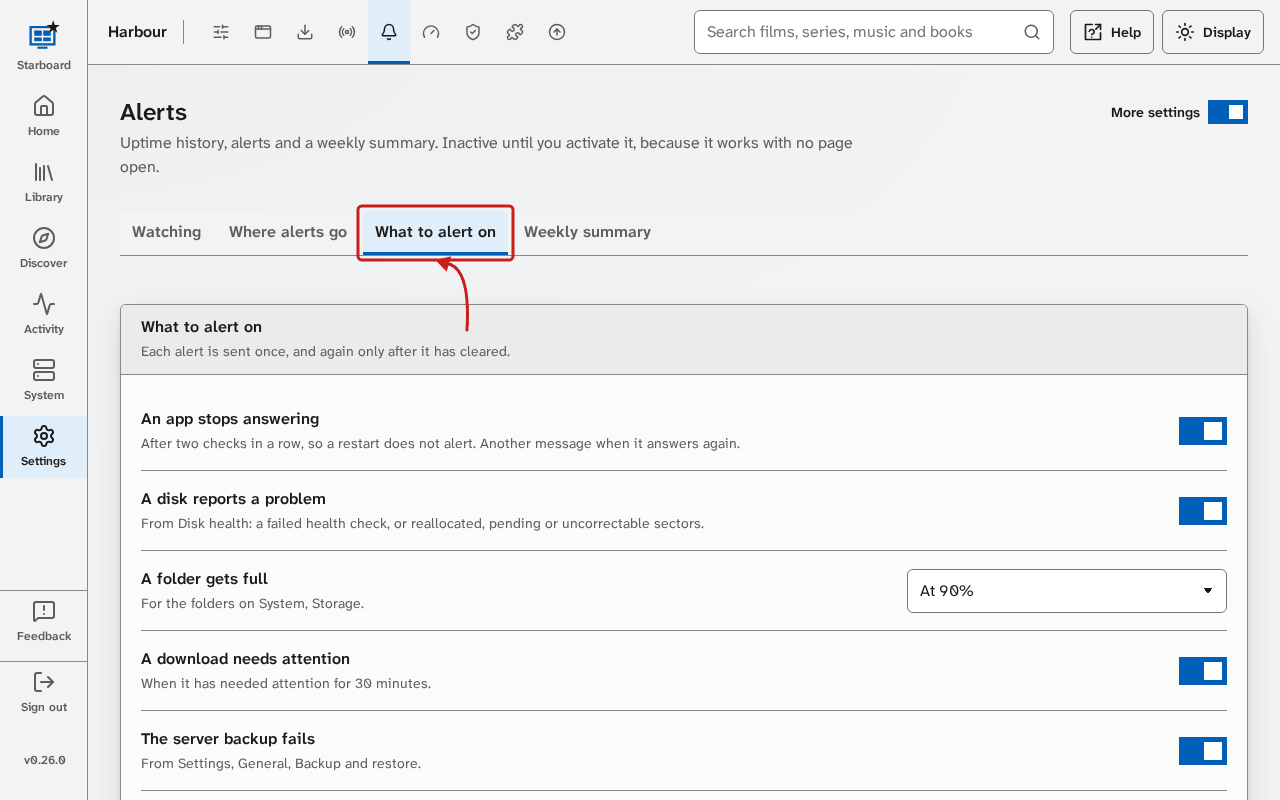 Starboard
Home
Library
Discover
Activity
System
Settings
Feedback
Sign out
v0.26.0
Harbour
Search films, series, music and books
Help
Display
Alerts
More settings
Uptime history, alerts and a weekly summary. Inactive until you activate it, because it works with no page
open.
Watching
Where alerts go
What to alert on
Weekly summary
What to alert on
Each alert is sent once, and again only after it has cleared.
An app stops answering
After two checks in a row, so a restart does not alert. Another message when it answers again.
A disk reports a problem
From Disk health: a failed health check, or reallocated, pending or uncorrectable sectors.
A folder gets full
For the folders on System, Storage.
At 90%
A download needs attention
When it has needed attention for 30 minutes.
The server backup fails
From Settings, General, Backup and restore.